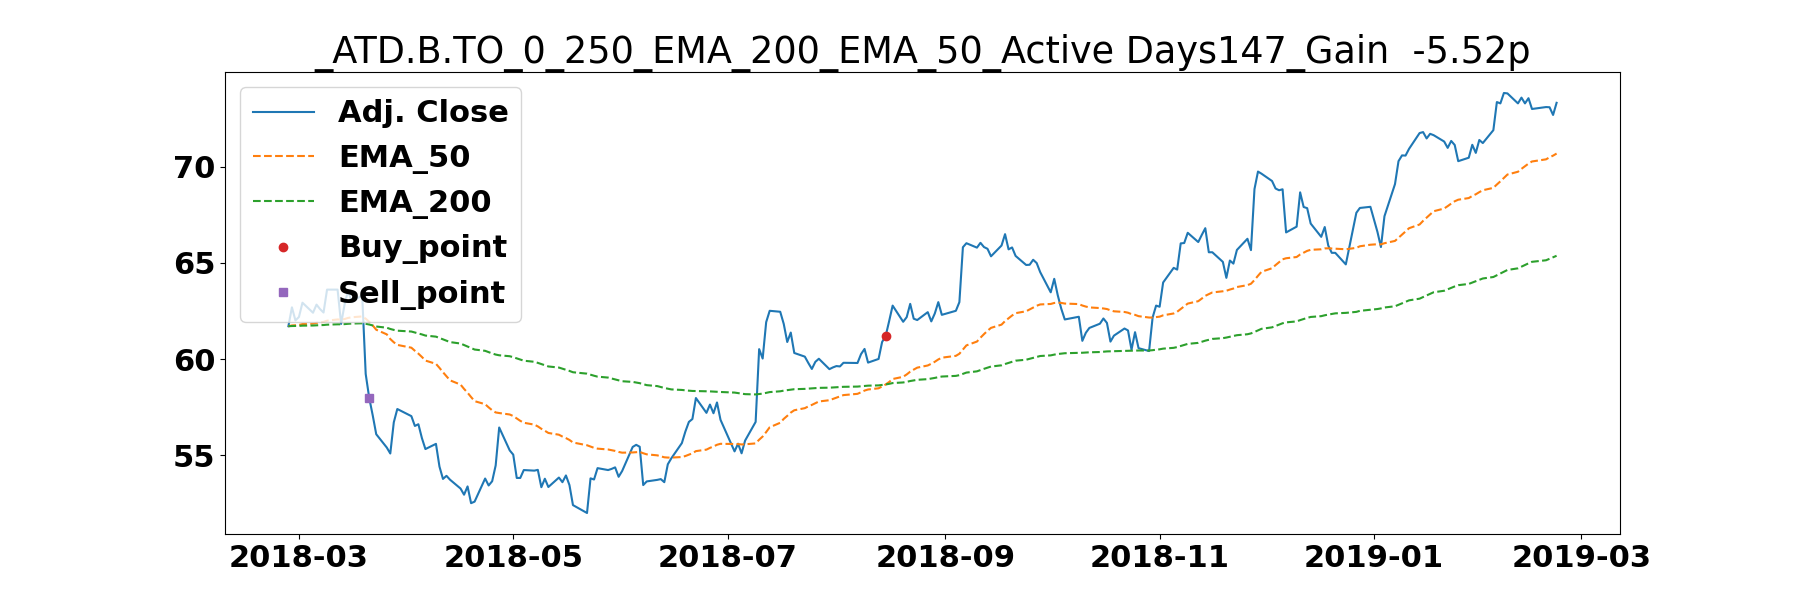 _ATD.B.TO_0_250_EMA_200_EMA_50_Active Days147_Gain  -5.52p
Adj. Close
EMA_50
EMA_200
Buy_point
Sell_point
70
65
60
55
2018-03 2018-05 2018-07 2018-09 2018-11 2019-01 2019-03